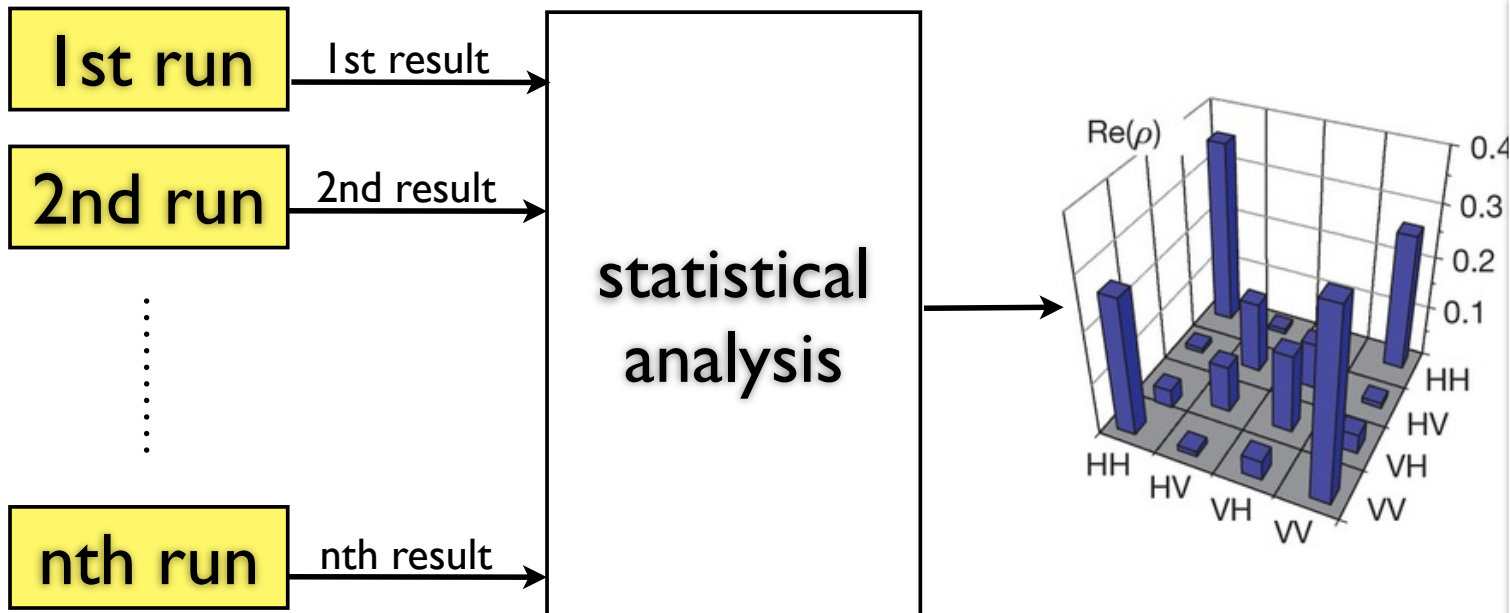 1st run
1st result
2nd run
2nd result
nth run
nth result
statistical
analysis
Re(ρ)
0.4
0.3
0.2
0.1
HH
HV
VH
VV
HH
HV
VH
VV